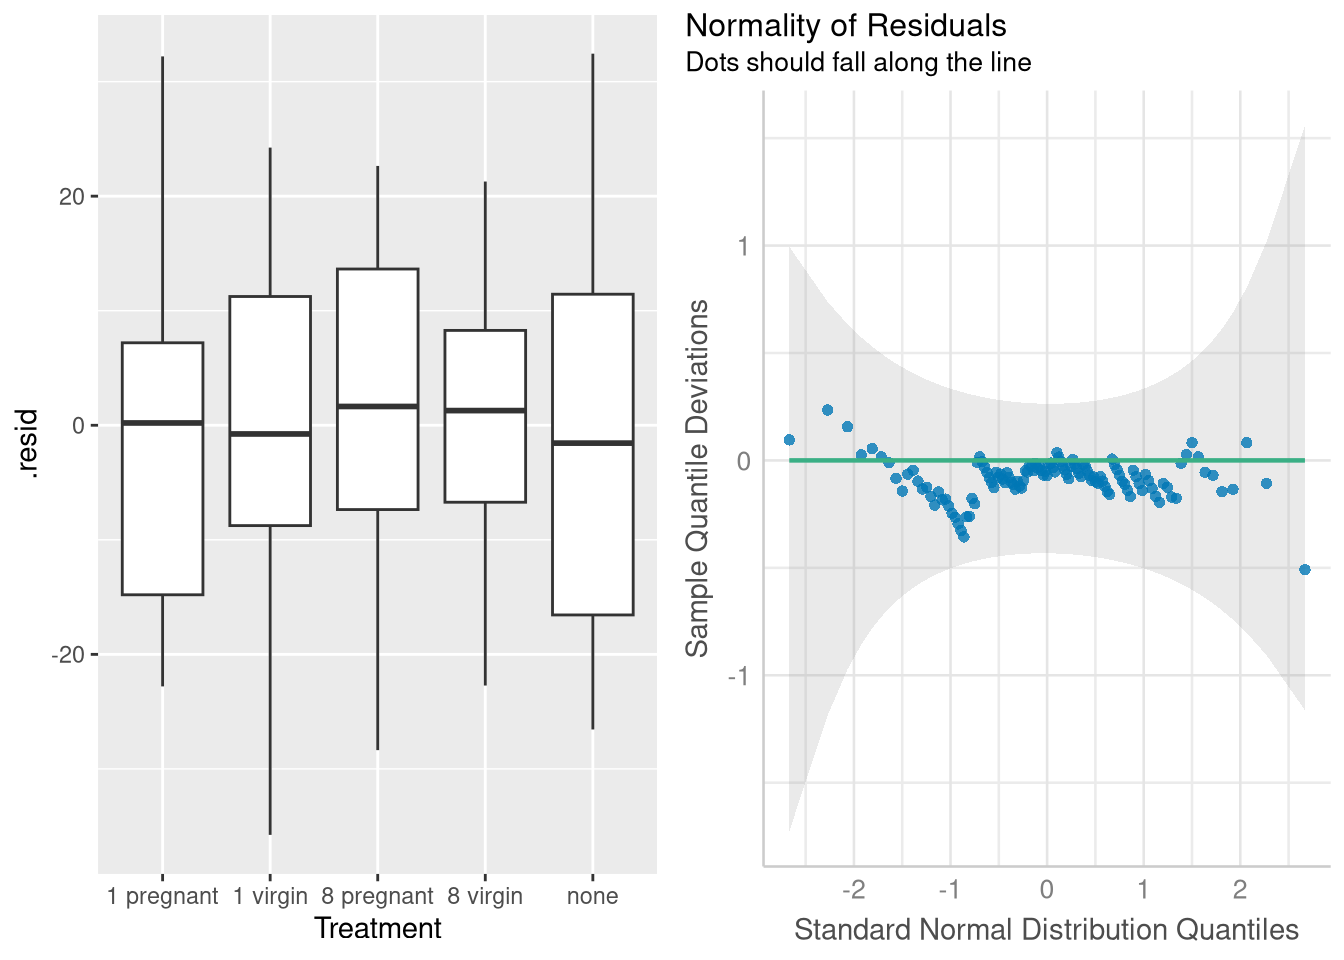 .resid
20
0
-20
1 pregnant
1 virgin
8 pregnant
8 virgin
none
Treatment
Normality of Residuals
Dots should fall along the line
Sample Quantile Deviations
1
0
-1
-2
-1
0
1
2
Standard Normal Distribution Quantiles